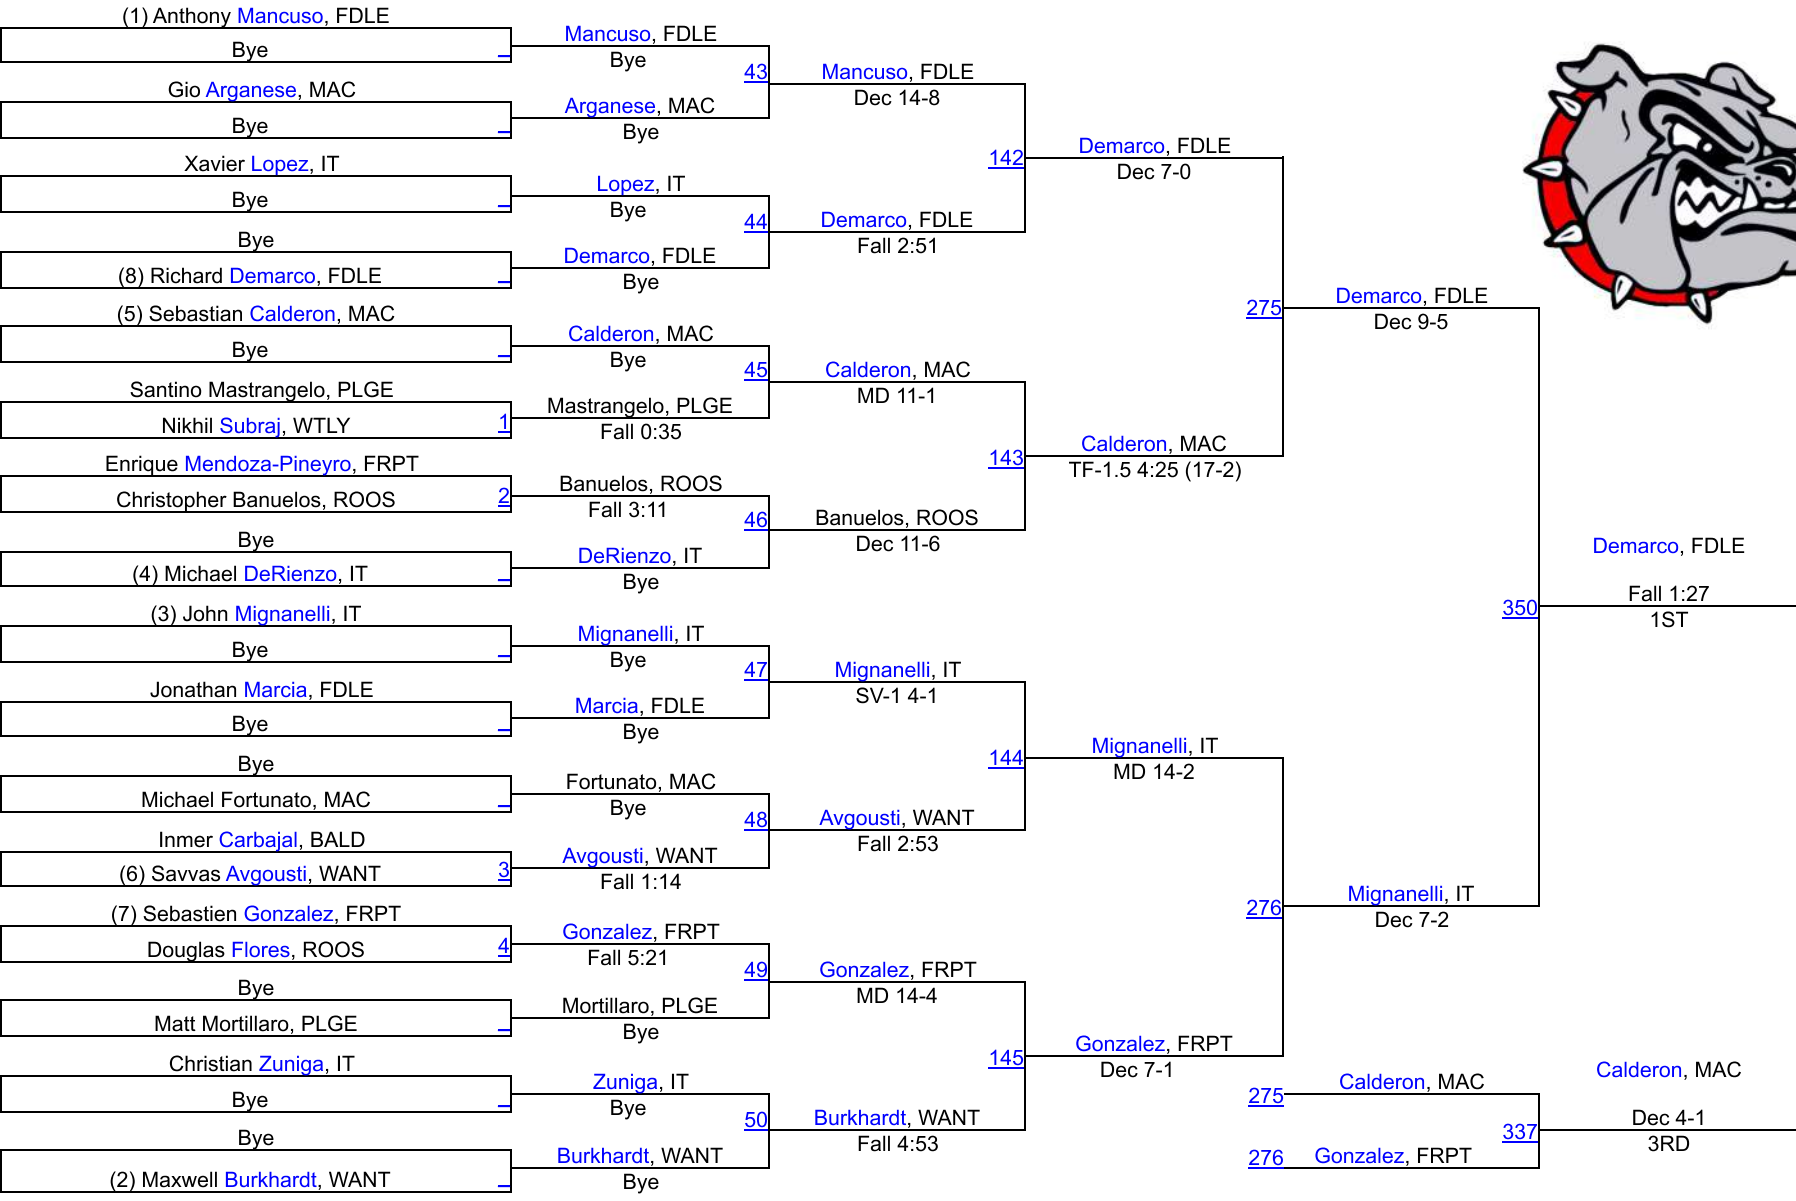 (1) Anthony Mancuso, FDLE
Bye
Gio Arganese, MAC
Bye
Xavier Lopez, IT
Bye
Bye
(8) Richard Demarco, FDLE
(5) Sebastian Calderon, MAC
Bye
Santino Mastrangelo, PLGE
Nikhil Subraj, WTLY
1
Enrique Mendoza-Pineyro, FRPT
Christopher Banuelos, ROOS
2
Bye
(4) Michael DeRienzo, IT
(3) John Mignanelli, IT
Bye
Jonathan Marcia, FDLE
Bye
Bye
Michael Fortunato, MAC
Inmer Carbajal, BALD
(6) Savvas Avgousti, WANT
3
(7) Sebastien Gonzalez, FRPT
Douglas Flores, ROOS
4
Bye
Matt Mortillaro, PLGE
Christian Zuniga, IT
Bye
Bye
(2) Maxwell Burkhardt, WANT
Mancuso, FDLE
Bye
43
Arganese, MAC
Bye
Lopez, IT
Bye
44
Demarco, FDLE
Bye
Calderon, MAC
Bye
45
Mastrangelo, PLGE
Fall 0:35
Banuelos, ROOS
Fall 3:11
46
DeRienzo, IT
Bye
Mignanelli, IT
Bye
47
Marcia, FDLE
Bye
Fortunato, MAC
Bye
48
Avgousti, WANT
Fall 1:14
Gonzalez, FRPT
Fall 5:21
49
Mortillaro, PLGE
Bye
Zuniga, IT
Bye
50
Burkhardt, WANT
Bye
Mancuso, FDLE
Dec 14-8
142
Demarco, FDLE
Fall 2:51
Calderon, MAC
MD 11-1
143
Banuelos, ROOS
Dec 11-6
Mignanelli, IT
SV-1 4-1
144
Avgousti, WANT
Fall 2:53
Gonzalez, FRPT
MD 14-4
145
Burkhardt, WANT
Fall 4:53
Demarco, FDLE
Dec 7-0
275
Calderon, MAC
TF-1.5 4:25 (17-2)
Mignanelli, IT
MD 14-2
276
Gonzalez, FRPT
Dec 7-1
Demarco, FDLE
Dec 9-5
350
Mignanelli, IT
Dec 7-2
Demarco, FDLE
Fall 1:27
1ST
275
Calderon, MAC
337
276
Gonzalez, FRPT
Calderon, MAC
Dec 4-1
3RD